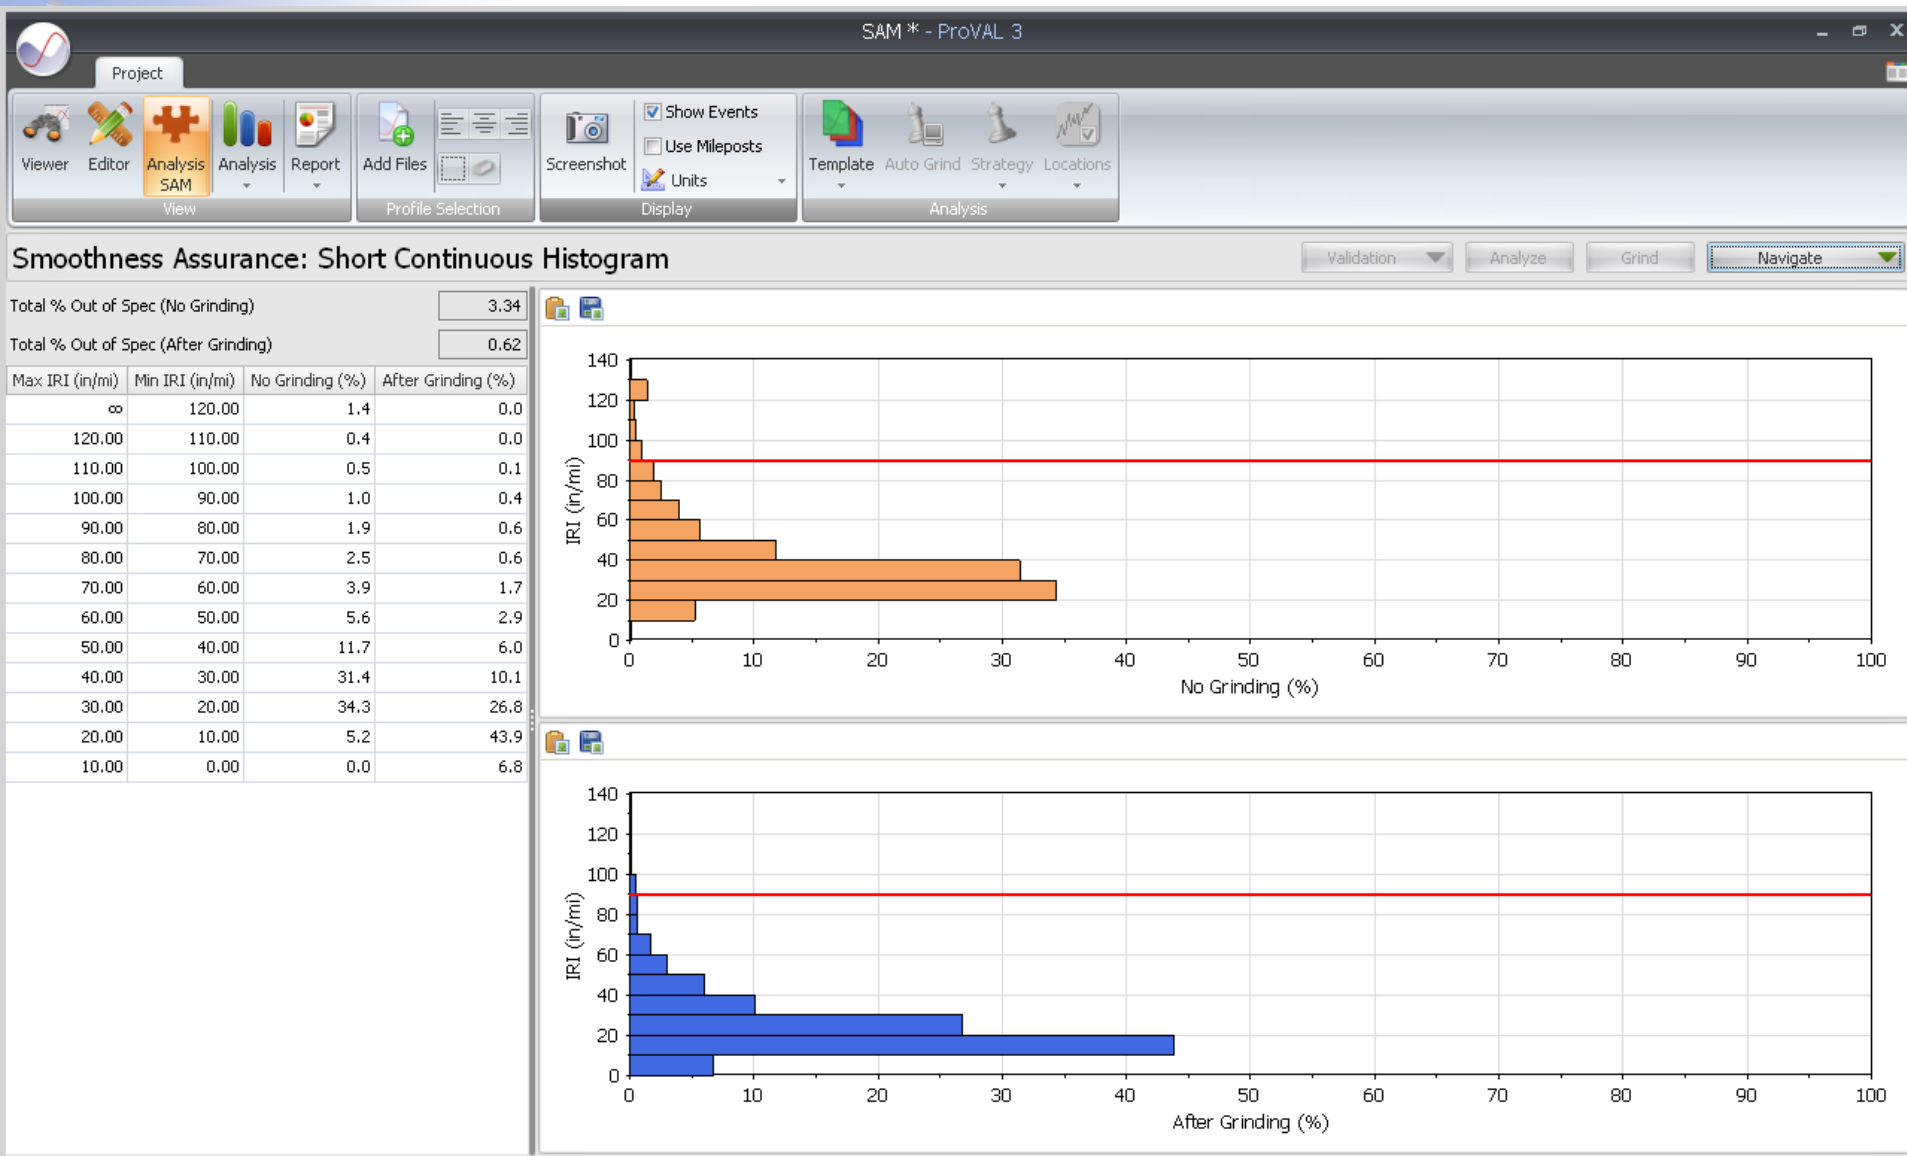 SAM * - ProVAL 3
Project
Viewer Editor Analysis SAM Analysis Report Add Files Screenshot
Show Events
Use Mileposts
Units
Template Auto Grind Strategy Locations
View Profile Selection Display Analysis
Smoothness Assurance: Short Continuous Histogram
Validation Analyze Grind Navigate
Total % Out of Spec (No Grinding) 3.34
Total % Out of Spec (After Grinding) 0.62
Max IRI (in/mi) Min IRI (in/mi) No Grinding (%) After Grinding (%)
∞ 120.00 1.4 0.0
120.00 110.00 0.4 0.0
110.00 100.00 0.5 0.1
100.00 90.00 1.0 0.4
90.00 80.00 1.9 0.6
80.00 70.00 2.5 0.6
70.00 60.00 3.9 1.7
60.00 50.00 5.6 2.9
50.00 40.00 11.7 6.0
40.00 30.00 31.4 10.1
30.00 20.00 34.3 26.8
20.00 10.00 5.2 43.9
10.00 0.00 0.0 6.8
140
120
100
80
60
40
20
0
IRI (in/mi)
0 10 20 30 40 50 60 70 80 90 100
No Grinding (%)
140
120
100
80
60
40
20
0
IRI (in/mi)
0 10 20 30 40 50 60 70 80 90 100
After Grinding (%)